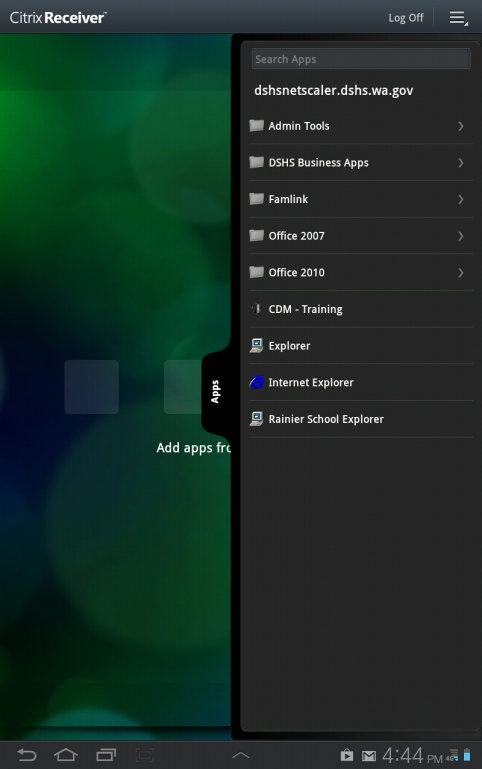 Citrix Receiver™
Log Off
Search Apps
dshsnetscaler.dshs.wa.gov
Admin Tools
DSHS Business Apps
Famlink
Office 2007
Office 2010
CDM - Training
Explorer
Internet Explorer
Rainier School Explorer
Apps
Add apps fro
4:44 PM
4G